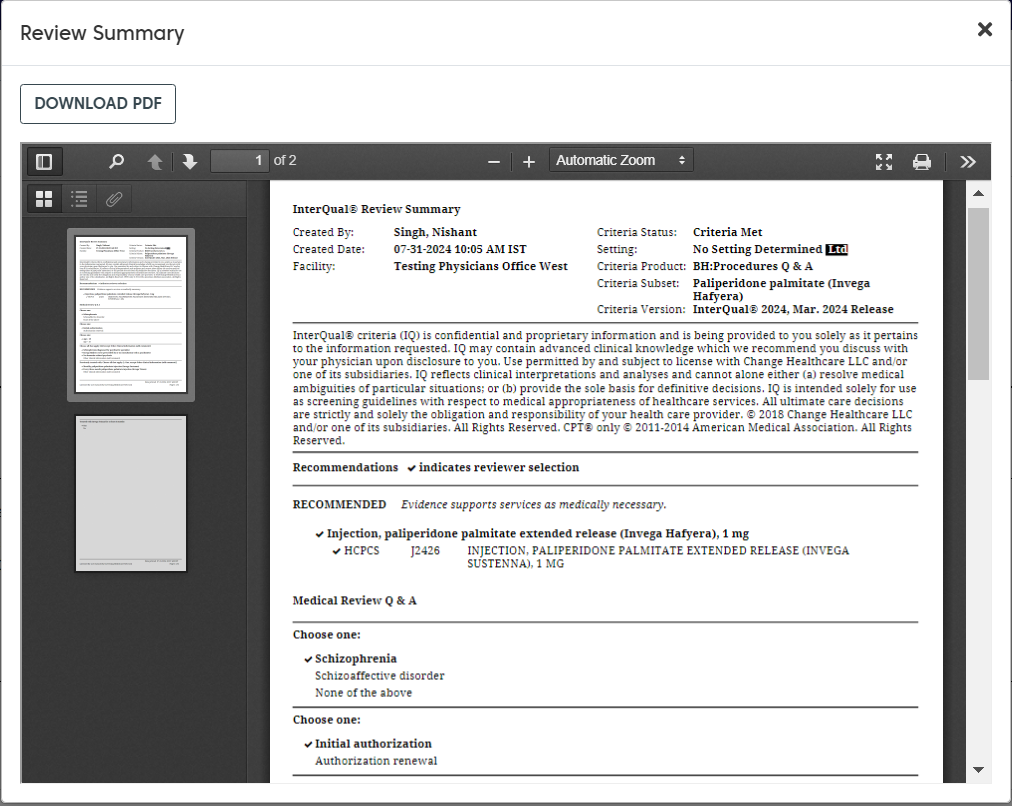 Review Summary
DOWNLOAD PDF
1 of 2
Automatic Zoom
InterQual® Review Summary
Created By: Singh, Nishant
Created Date: 07-31-2024 10:05 AM IST
Facility: Testing Physicians Office West
Criteria Status: Criteria Met
Setting: No Setting Determined Ltd
Criteria Product: BH:Procedures Q & A
Criteria Subset: Paliperidone palmitate (Invega
Hafyera)
Criteria Version: InterQual® 2024, Mar. 2024 Release
InterQual® criteria (IQ) is confidential and proprietary information and is being provided to you solely as it pertains
to the information requested. IQ may contain advanced clinical knowledge which we recommend you discuss with
your physician upon disclosure to you. Use permitted by and subject to license with Change Healthcare LLC and/or
one of its subsidiaries. IQ reflects clinical interpretations and analyses and cannot alone either (a) resolve medical
ambiguities of particular situations; or (b) provide the sole basis for definitive decisions. IQ is intended solely for use
as screening guidelines with respect to medical appropriateness of healthcare services. All ultimate care decisions
are strictly and solely the obligation and responsibility of your health care provider. © 2018 Change Healthcare LLC
and/or one of its subsidiaries. All Rights Reserved. CPT® only © 2011-2014 American Medical Association. All Rights
Reserved.
Recommendations ✔ indicates reviewer selection
RECOMMENDED Evidence supports services as medically necessary.
✔ Injection, paliperidone palmitate extended release (Invega Hafyera), 1 mg
✔ HCPCS J2426 INJECTION, PALIPERIDONE PALMITATE EXTENDED RELEASE (INVEGA
SUSTENNA), 1 MG
Medical Review Q & A
Choose one:
✔ Schizophrenia
Schizoaffective disorder
None of the above
Choose one:
✔ Initial authorization
Authorization renewal